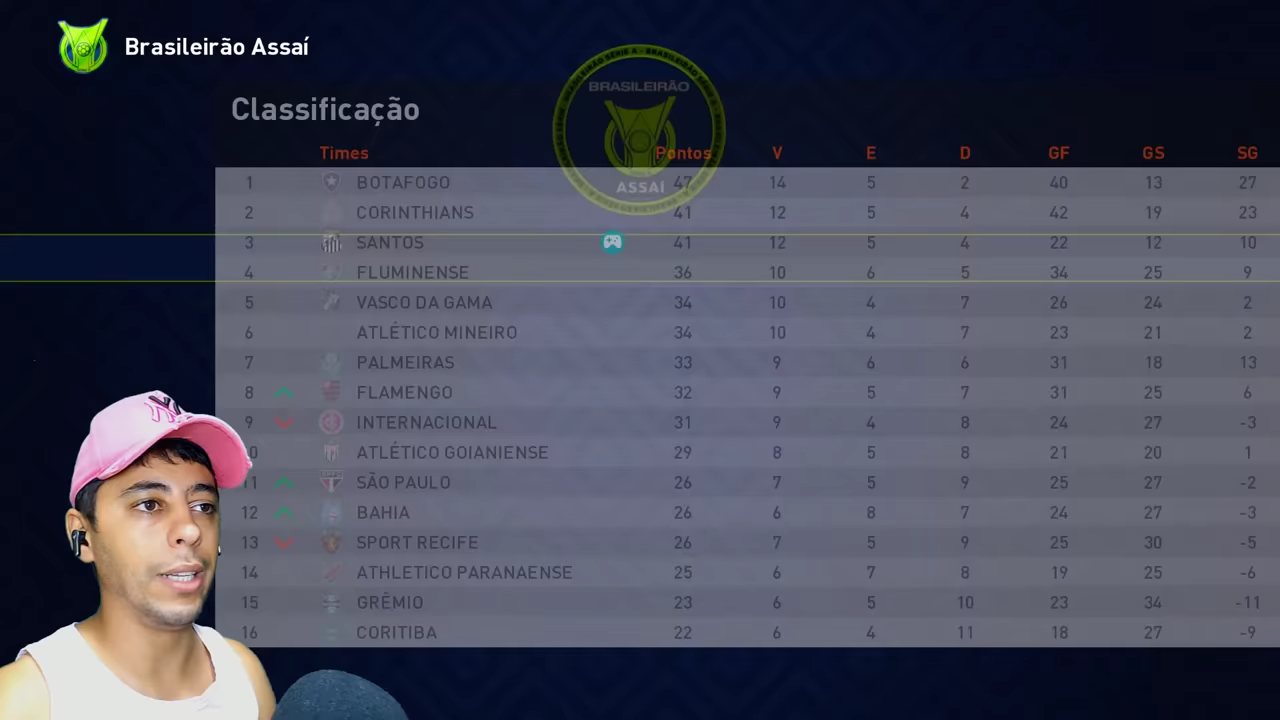 Brasileirão Assaí
BRASILEIRÃO
ASSAÍ
Classificação
Times Pontos V E D GF GS SG
1 BOTAFOGO 47 14 5 2 40 13 27
2 CORINTHIANS 41 12 5 4 42 19 23
3 SANTOS 41 12 5 4 22 12 10
4 FLUMINENSE 36 10 6 5 34 25 9
5 VASCO DA GAMA 34 10 4 7 26 24 2
6 ATLÉTICO MINEIRO 34 10 4 7 23 21 2
7 PALMEIRAS 33 9 6 6 31 18 13
8 FLAMENGO 32 9 5 7 31 25 6
9 INTERNACIONAL 31 9 4 8 24 27 -3
0 ATLÉTICO GOIANIENSE 29 8 5 8 21 20 1
11 SÃO PAULO 26 7 5 9 25 27 -2
12 BAHIA 26 6 8 7 24 27 -3
13 SPORT RECIFE 26 7 5 9 25 30 -5
14 ATHLETICO PARANAENSE 25 6 7 8 19 25 -6
15 GRÊMIO 23 6 5 10 23 34 -11
16 CORITIBA 22 6 4 11 18 27 -9